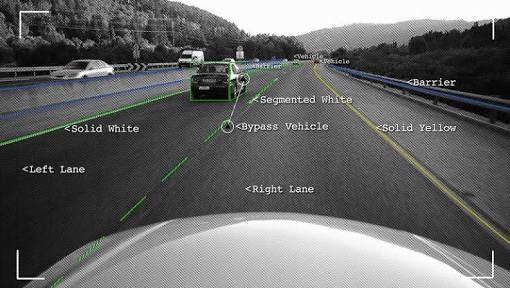 <Vehicle
<Vehicle
<Barrier
<Barrier
<Segmented White
<Solid White
<Bypass Vehicle
<Solid Yellow
<Left Lane
<Right Lane